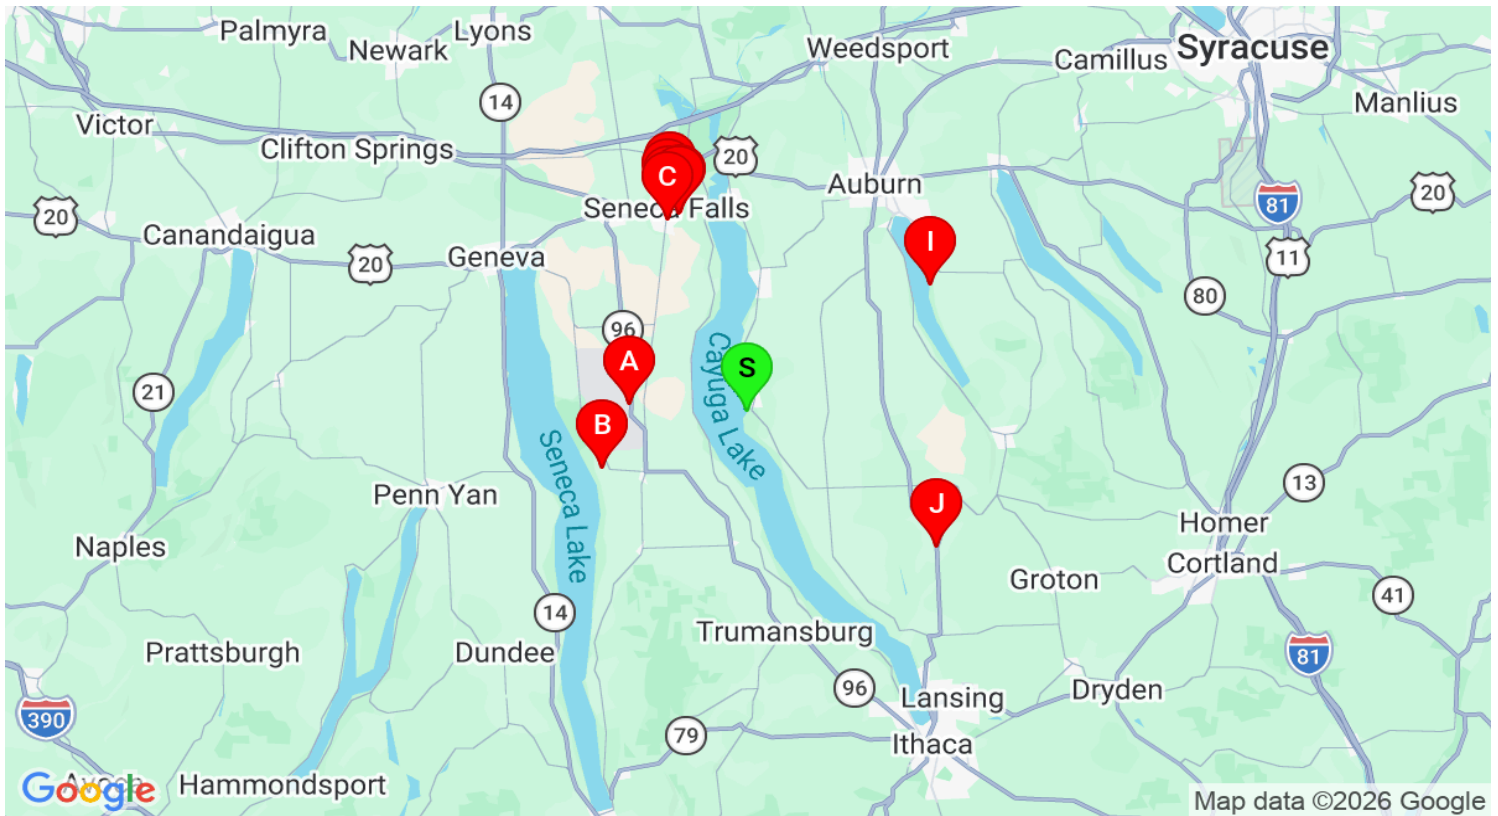 Palmyra
Lyons
Newark
Weedsport
Camillus
Syracuse
14
Manlius
Victor
Clifton Springs
20
Auburn
20
C
Seneca Falls
20
81
Canandaigua
Geneva
20
I
11
80
96
A
S
21
B
Cayuga Lake
Seneca Lake
Penn Yan
J
13
Homer
Naples
Cortland
Groton
41
14
Trumansburg
Prattsburgh
Dundee
81
96
Lansing
Dryden
390
79
Ithaca
Avoca
Hammondsport
Google
Map data ©2026 Google